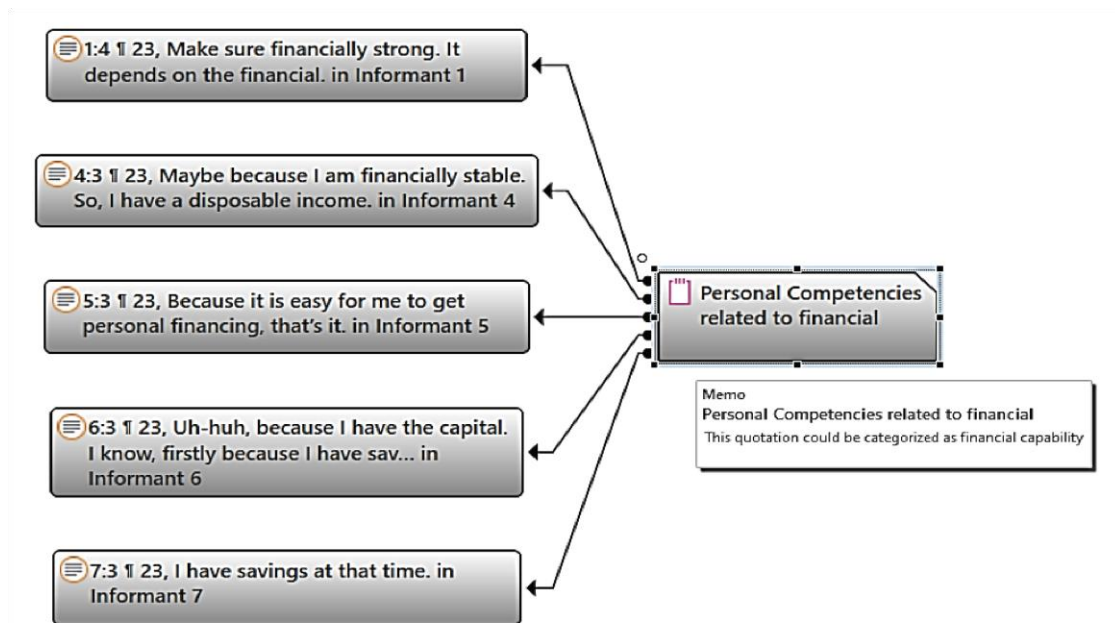 1:4 ¶ 23, Make sure financially strong. It
depends on the financial. in Informant 1
4:3 ¶ 23, Maybe because I am financially stable.
So, I have a disposable income. in Informant 4
5:3 ¶ 23, Because it is easy for me to get
personal financing, that's it. in Informant 5
6:3 ¶ 23, Uh-huh, because I have the capital.
I know, firstly because I have sav... in
Informant 6
7:3 ¶ 23, I have savings at that time. in
Informant 7
Personal Competencies
related to financial
Memo
Personal Competencies related to financial
This quotation could be categorized as financial capability